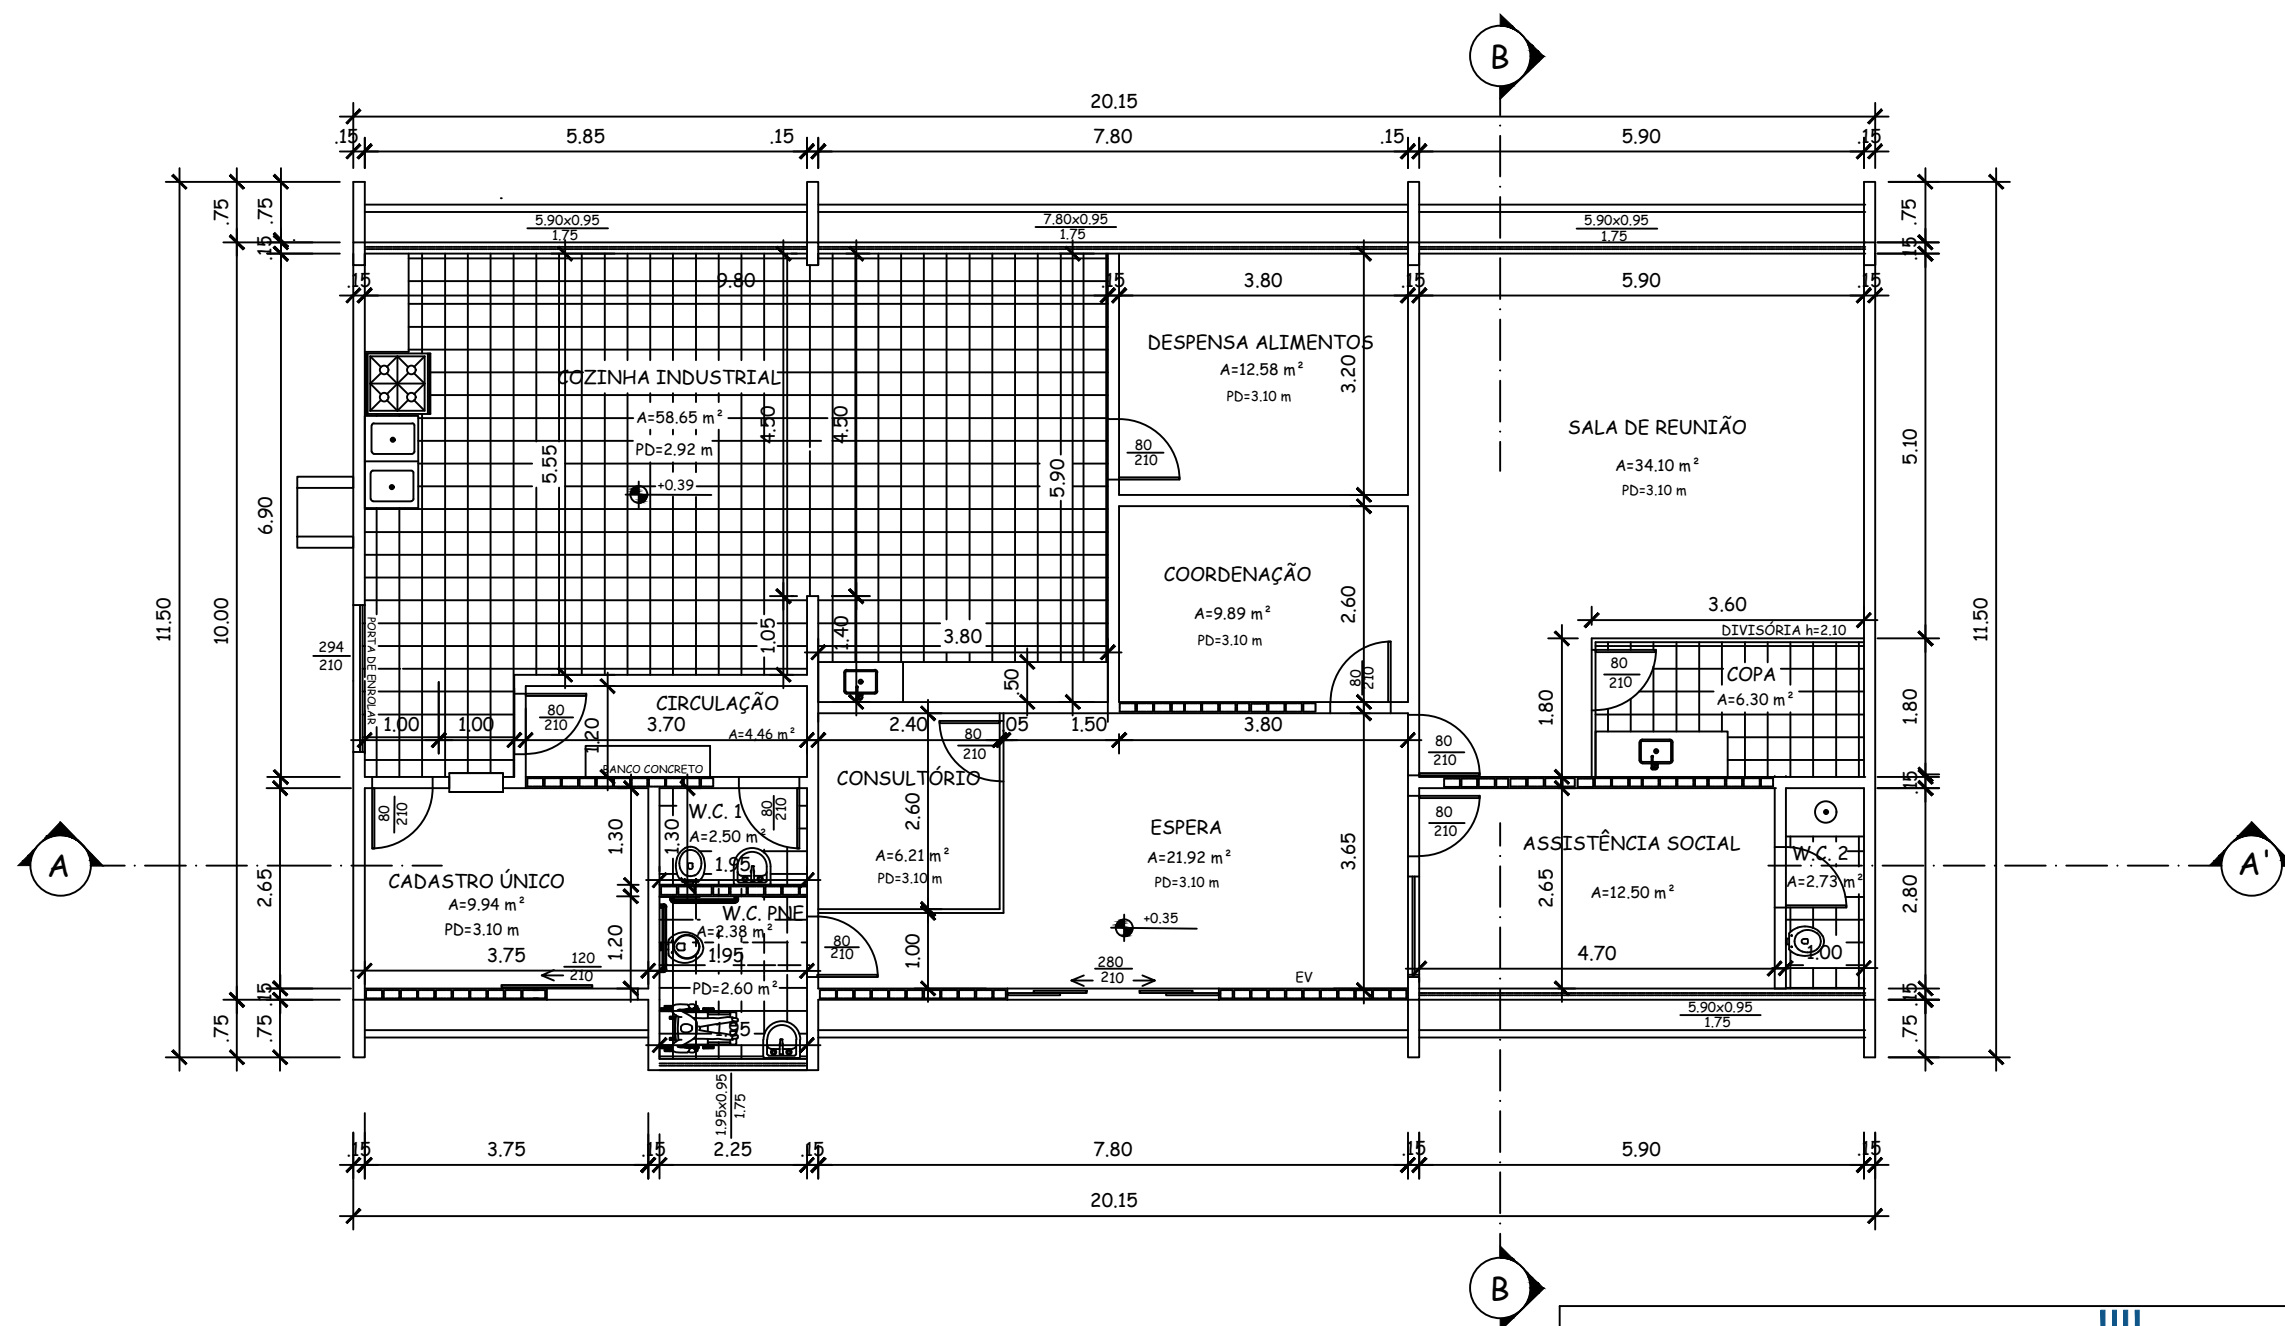 B
20.15
.15 5.85 .15 7.80 .15 5.90 .15
.75 .75 5.90x0.95 7.80x0.95 5.90x0.95 .75
1.75 1.75 1.75
.15 .15
.15 9.80 .15 3.80 .15 5.90 .15
DESPENSA ALIMENTOS
A=12.58 m²
3.20
PD=3.10 m
COZINHA INDUSTRIAL
A=58.65 m²
PD=2.92 m
4.50 4.50
5.55 5.90
+0.39
80
210
SALA DE REUNIÃO
A=34.10 m²
PD=3.10 m
5.10
6.90
COORDENAÇÃO
A=9.89 m²
PD=3.10 m
2.60
11.50 10.00 11.50
294
210
PORTA DE ENROLAR
1.05 1.40 3.80
3.60
DIVISÓRIA h=2.10
80
210
COPA
A=6.30 m²
1.80 1.80
.50
80
210
CIRCULAÇÃO
A=4.46 m²
80
210
1.00 1.00 1.20 3.70 2.40 .05 1.50 3.80
80
210
80
210
BANCO CONCRETO
CONSULTÓRIO
2.60
A=6.21 m²
PD=3.10 m
80
210
W.C. 1
A=2.50 m²
80
210
1.30 1.30
1.95
ESPERA
A=21.92 m²
PD=3.10 m
3.65
80
210
ASSISTÊNCIA SOCIAL
A=12.50 m²
2.65
W.C. 2
A=2.73 m²
.15
2.80
A A'
CADASTRO ÚNICO
A=9.94 m²
PD=3.10 m
2.65
3.75
120
210
W.C. PNE
A=2.38 m²
1.20
1.95
PD=2.60 m²
1.95
80
210
1.00
+0.35
280
210
EV
4.70 1.00
.15 .15
.75 .75 5.90x0.95 .75
1.75
1.95x0.95
1.75
.15 3.75 .15 2.25 .15 7.80 .15 5.90 .15
20.15
B